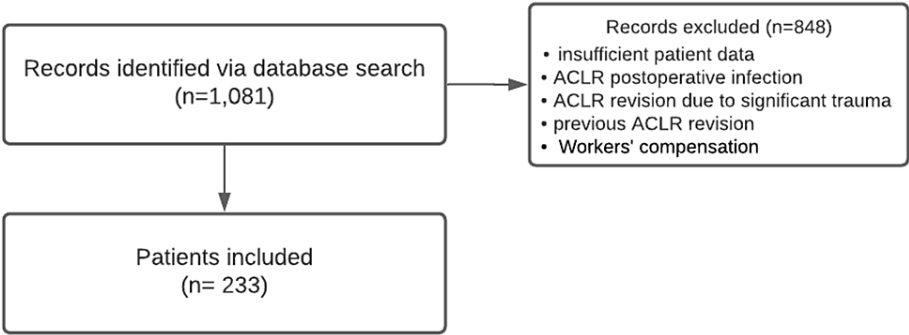 Records identified via database search
(n=1,081)
Records excluded (n=848)
• insufficient patient data
• ACLR postoperative infection
• ACLR revision due to significant trauma
• previous ACLR revision
• Workers' compensation
Patients included
(n= 233)